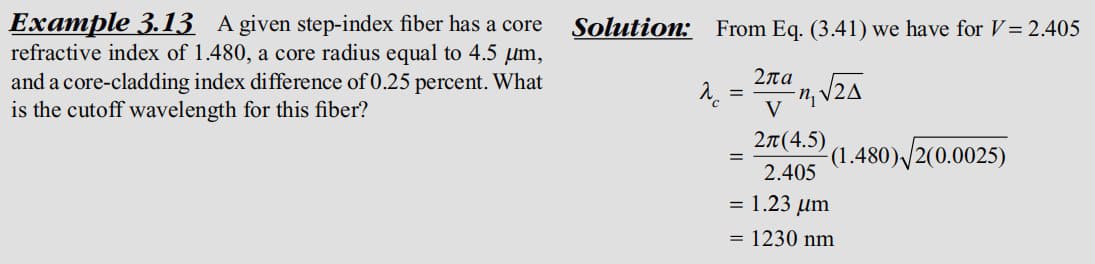 Example 3.13 A given step-index fiber has a core
refractive index of 1.480, a core radius equal to 4.5 μm,
and a core-cladding index difference of 0.25 percent. What
is the cutoff wavelength for this fiber?
Solution: From Eq. (3.41) we have for V = 2.405
λc = 2πa/V n₁√2Δ
= 2π(4.5)/2.405 (1.480)√2(0.0025)
= 1.23 μm
= 1230 nm